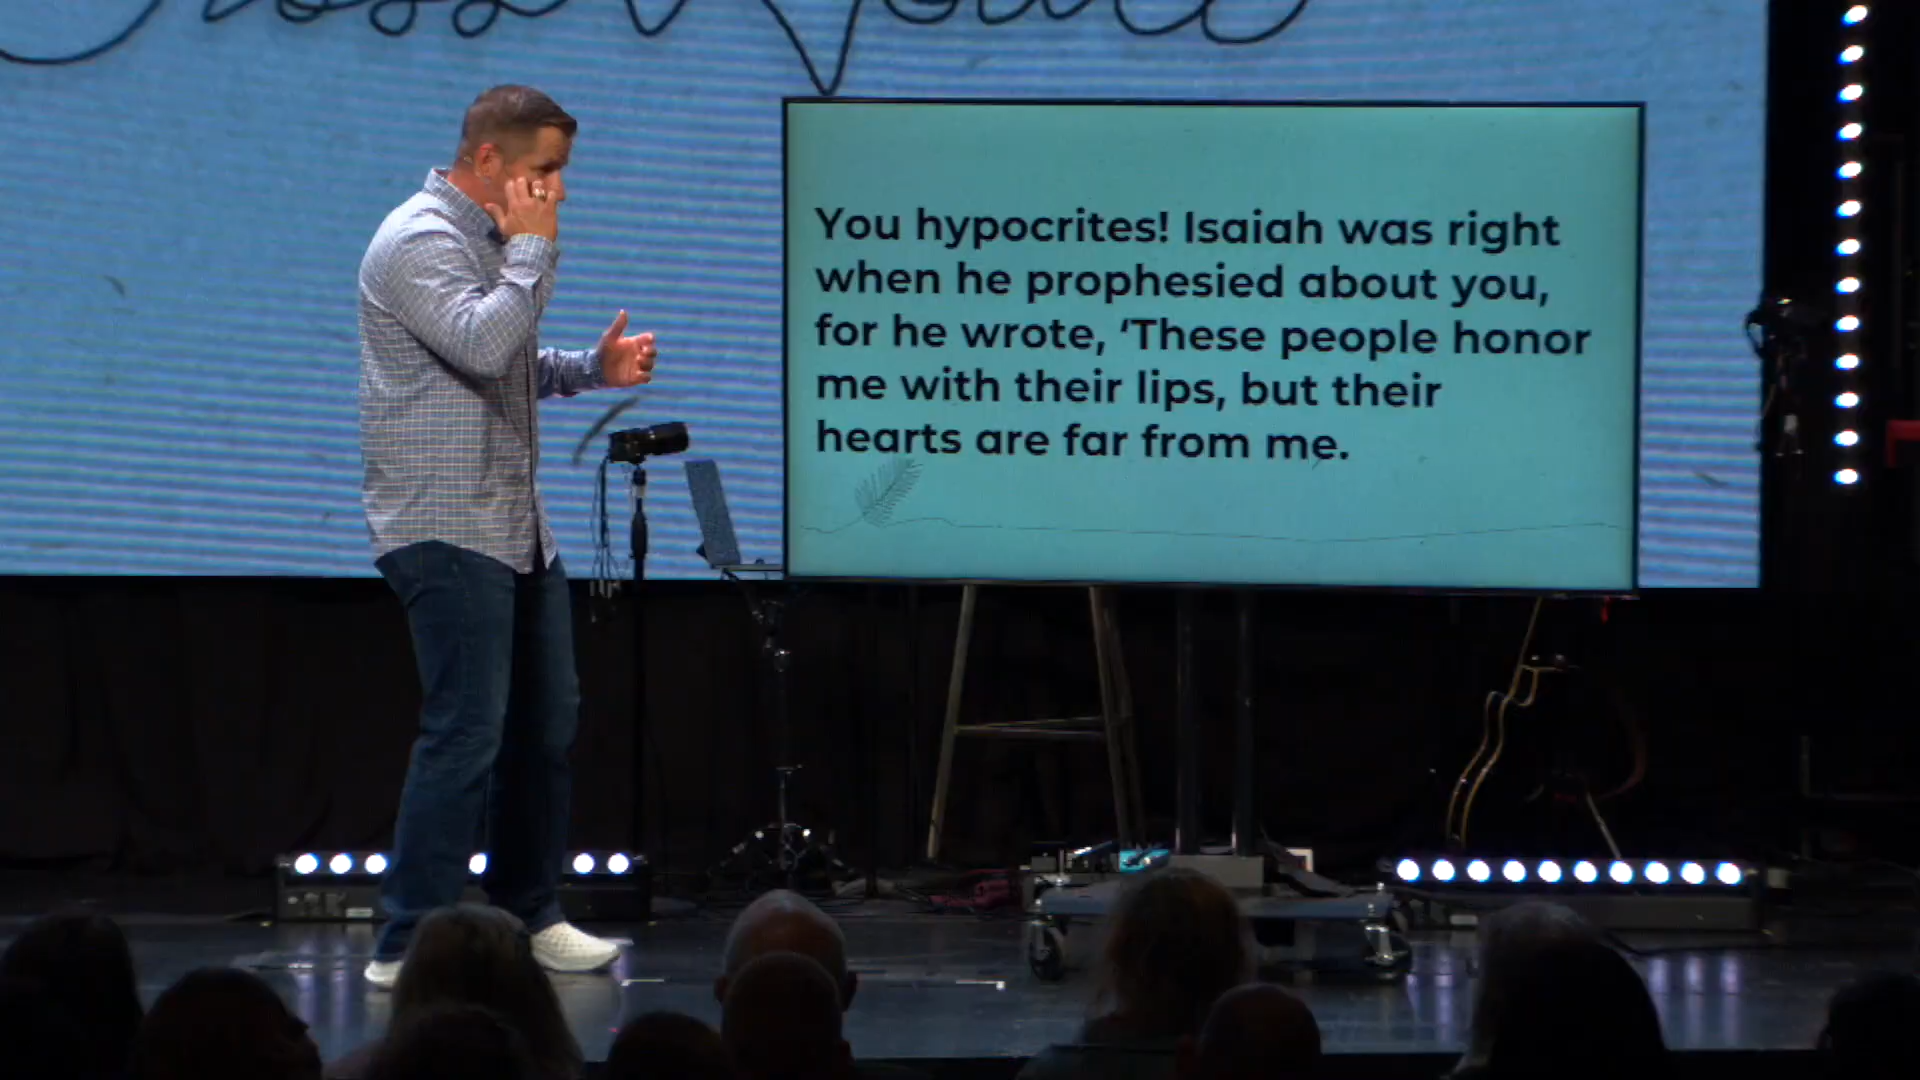 You hypocrites! Isaiah was right
when he prophesied about you,
for he wrote, ‘These people honor
me with their lips, but their
hearts are far from me.